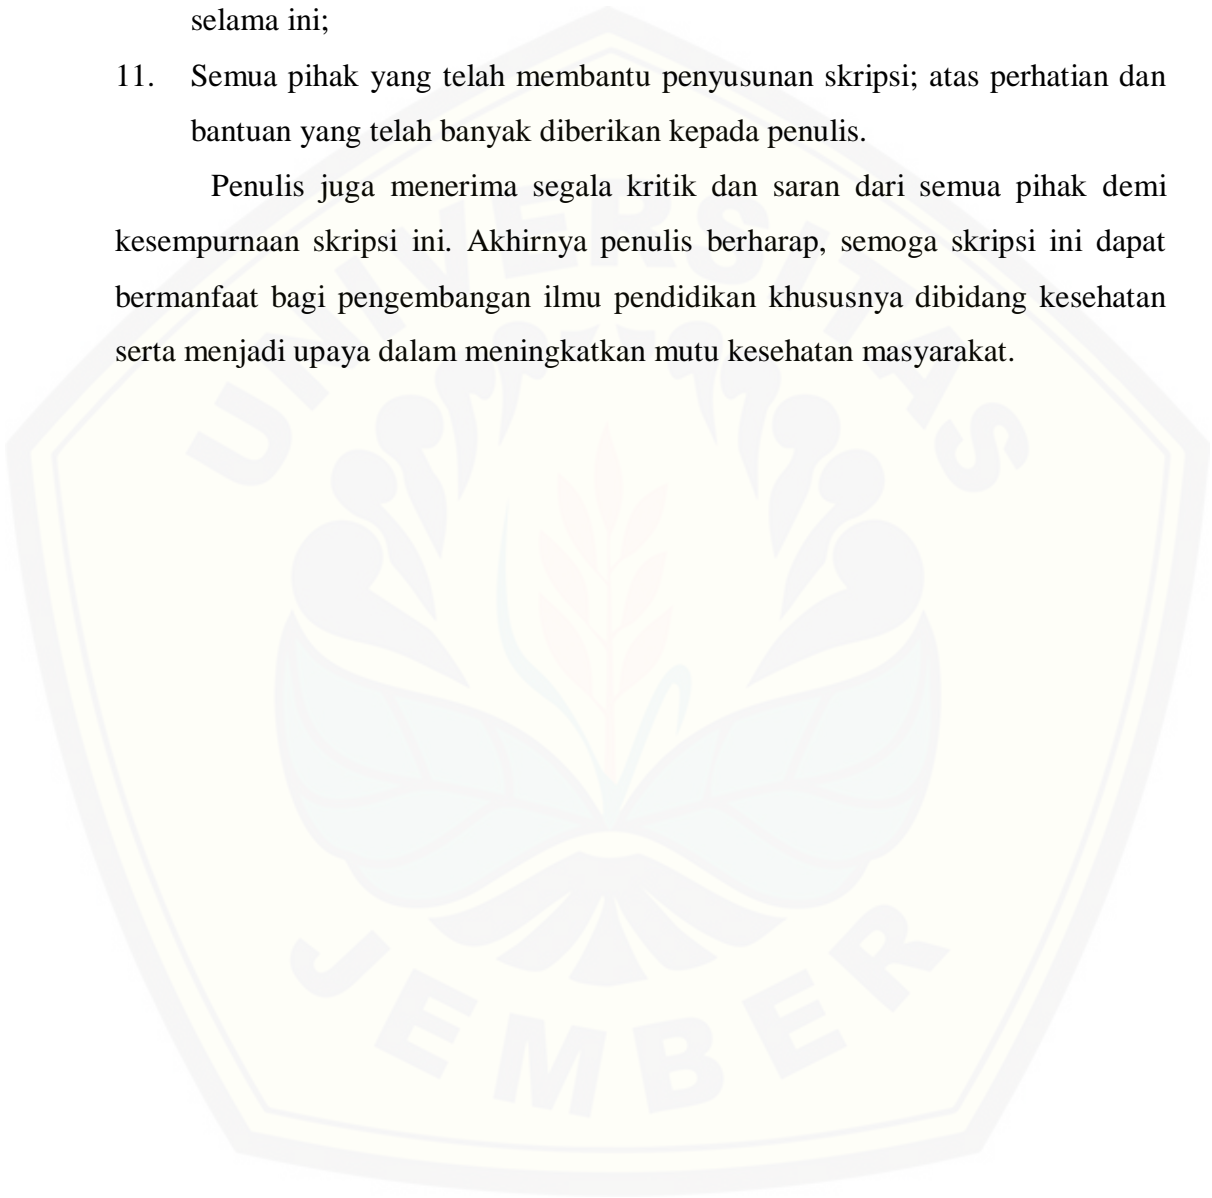 selama ini;
11. Semua pihak yang telah membantu penyusunan skripsi; atas perhatian dan
bantuan yang telah banyak diberikan kepada penulis.
Penulis juga menerima segala kritik dan saran dari semua pihak demi
kesempurnaan skripsi ini. Akhirnya penulis berharap, semoga skripsi ini dapat
bermanfaat bagi pengembangan ilmu pendidikan khususnya dibidang kesehatan
serta menjadi upaya dalam meningkatkan mutu kesehatan masyarakat.
UNIVERSITAS
JEMBER